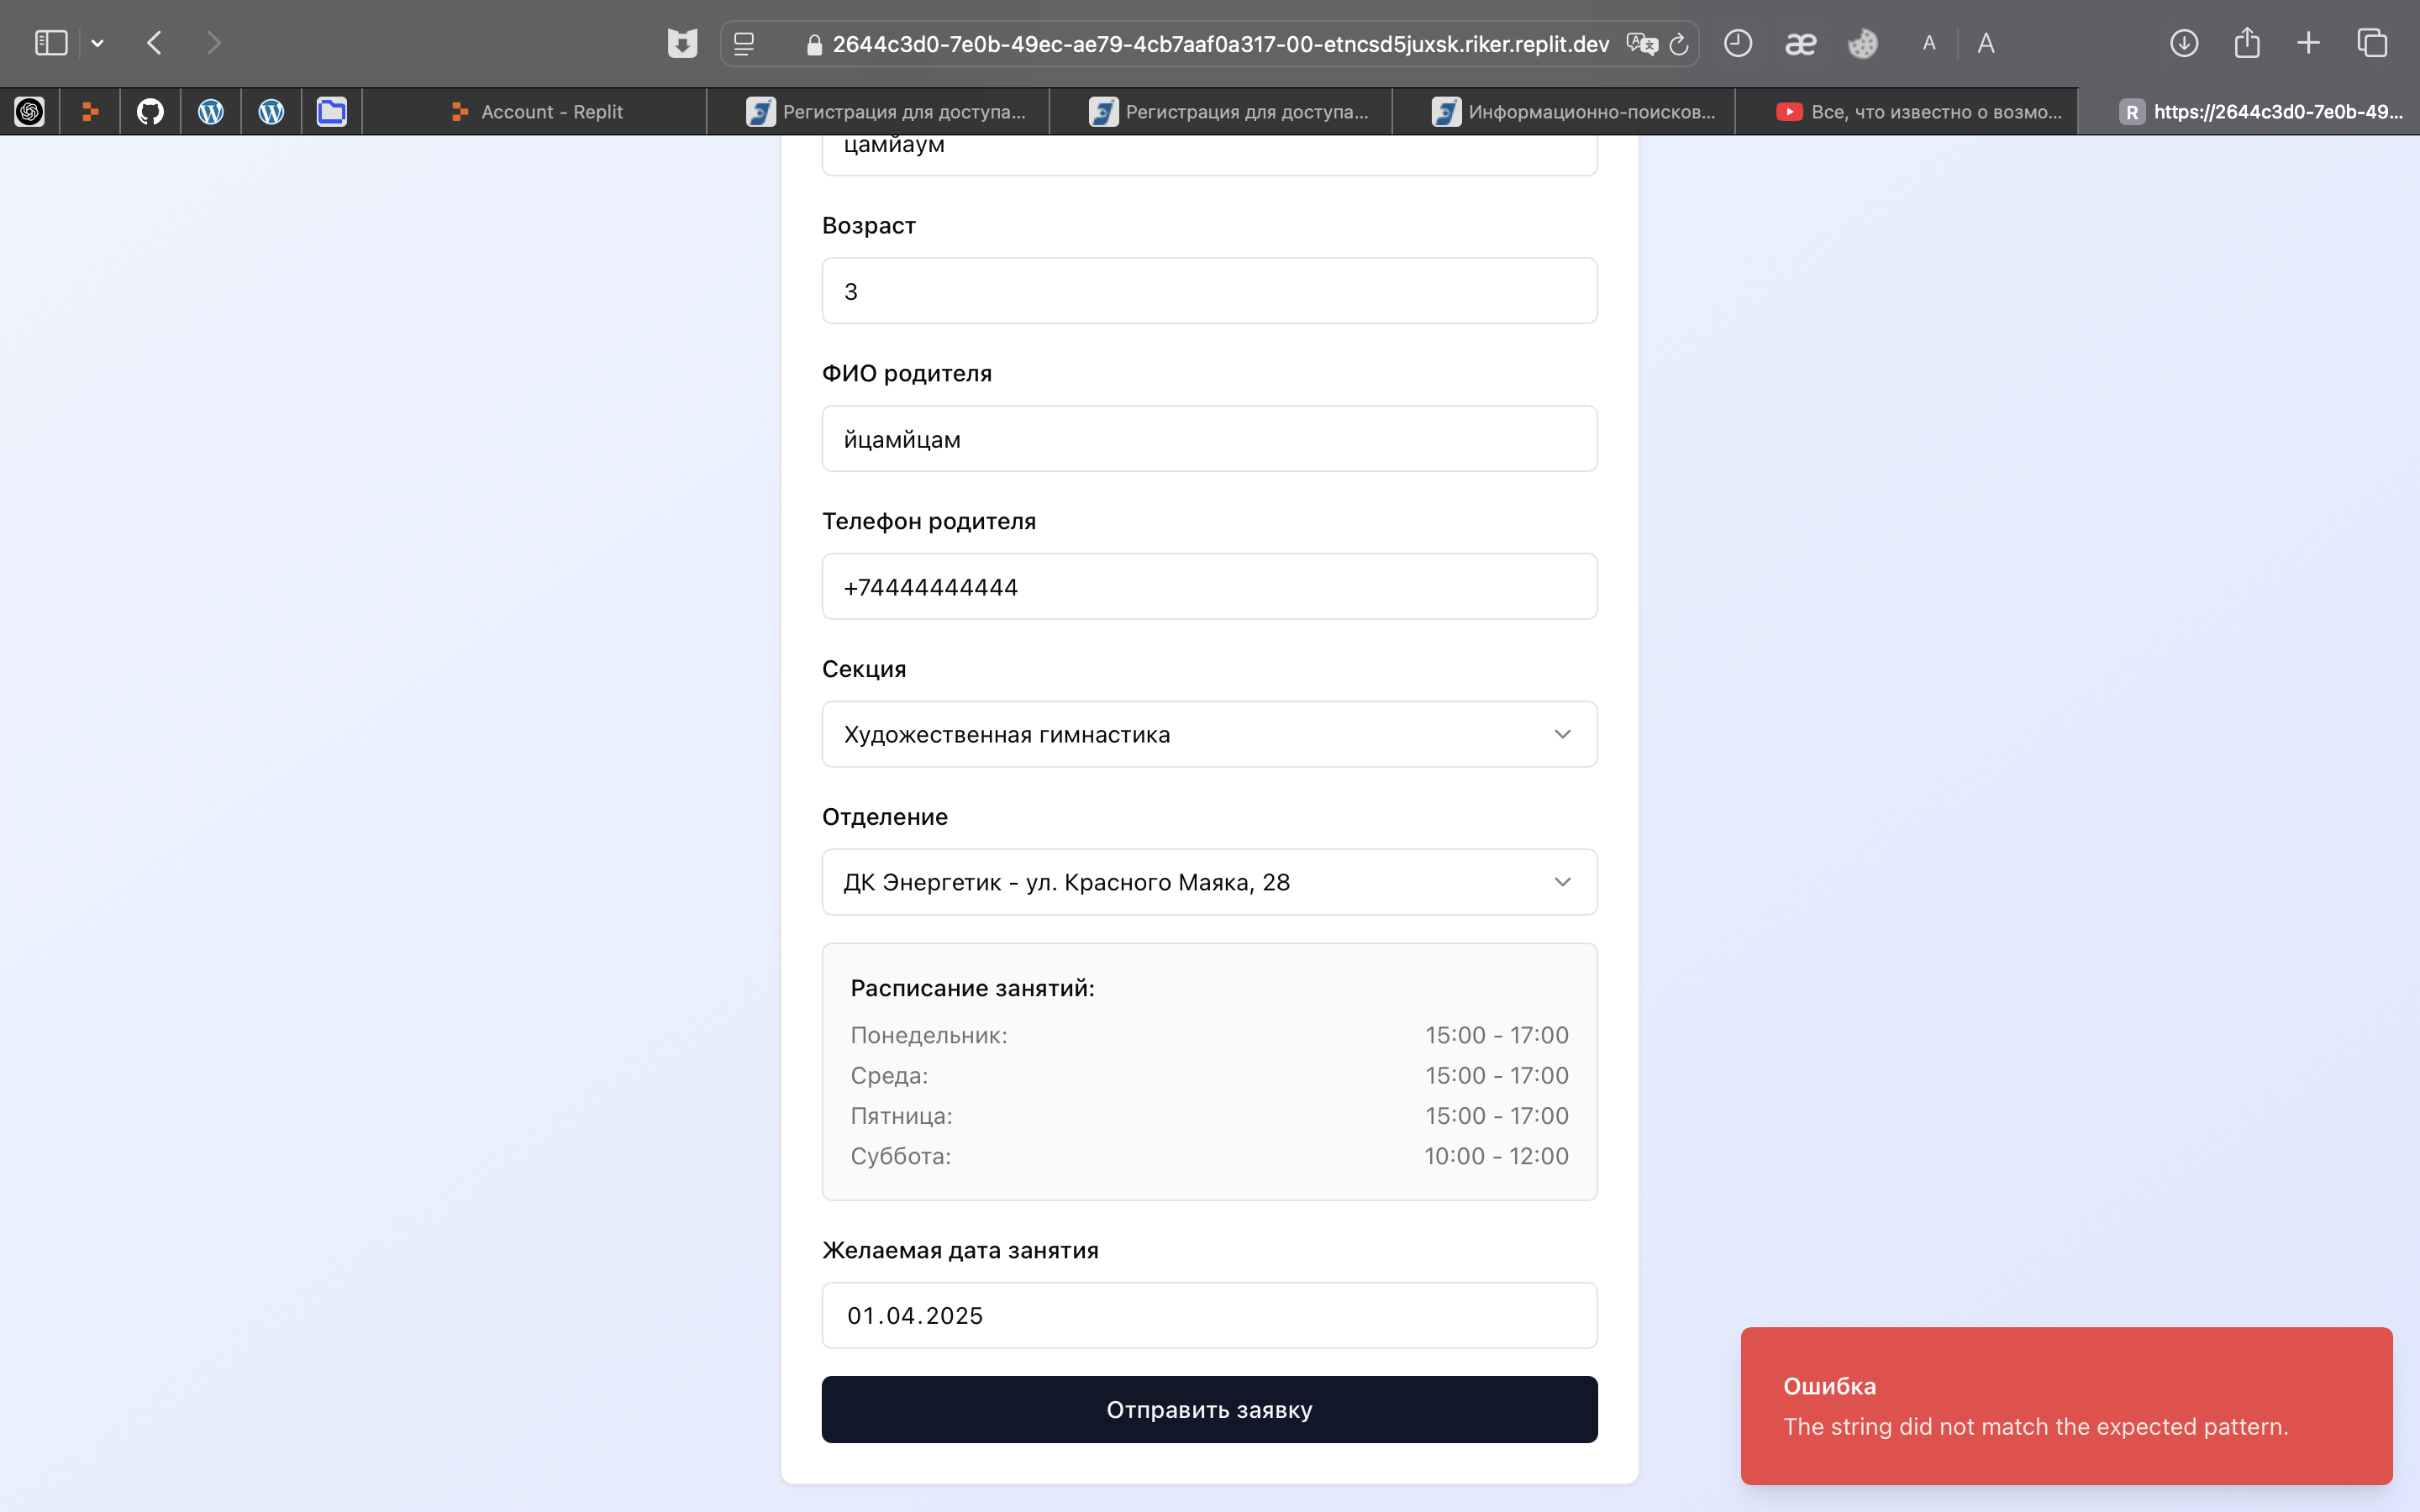 2644c3d0-7e0b-49ec-ae79-4cb7aaf0a317-00-etncsd5juxsk.riker.replit.dev
A A
Account - Replit
Регистрация для доступа...
Регистрация для доступа...
Информационно-поисков...
Все, что известно о возмо...
R https://2644c3d0-7e0b-49...
цамйаум
Возраст
3
ФИО родителя
йцамйцам
Телефон родителя
+74444444444
Секция
Художественная гимнастика
Отделение
ДК Энергетик - ул. Красного Маяка, 28
Расписание занятий:
Понедельник: 15:00 - 17:00
Среда: 15:00 - 17:00
Пятница: 15:00 - 17:00
Суббота: 10:00 - 12:00
Желаемая дата занятия
01.04.2025
Отправить заявку
Ошибка
The string did not match the expected pattern.